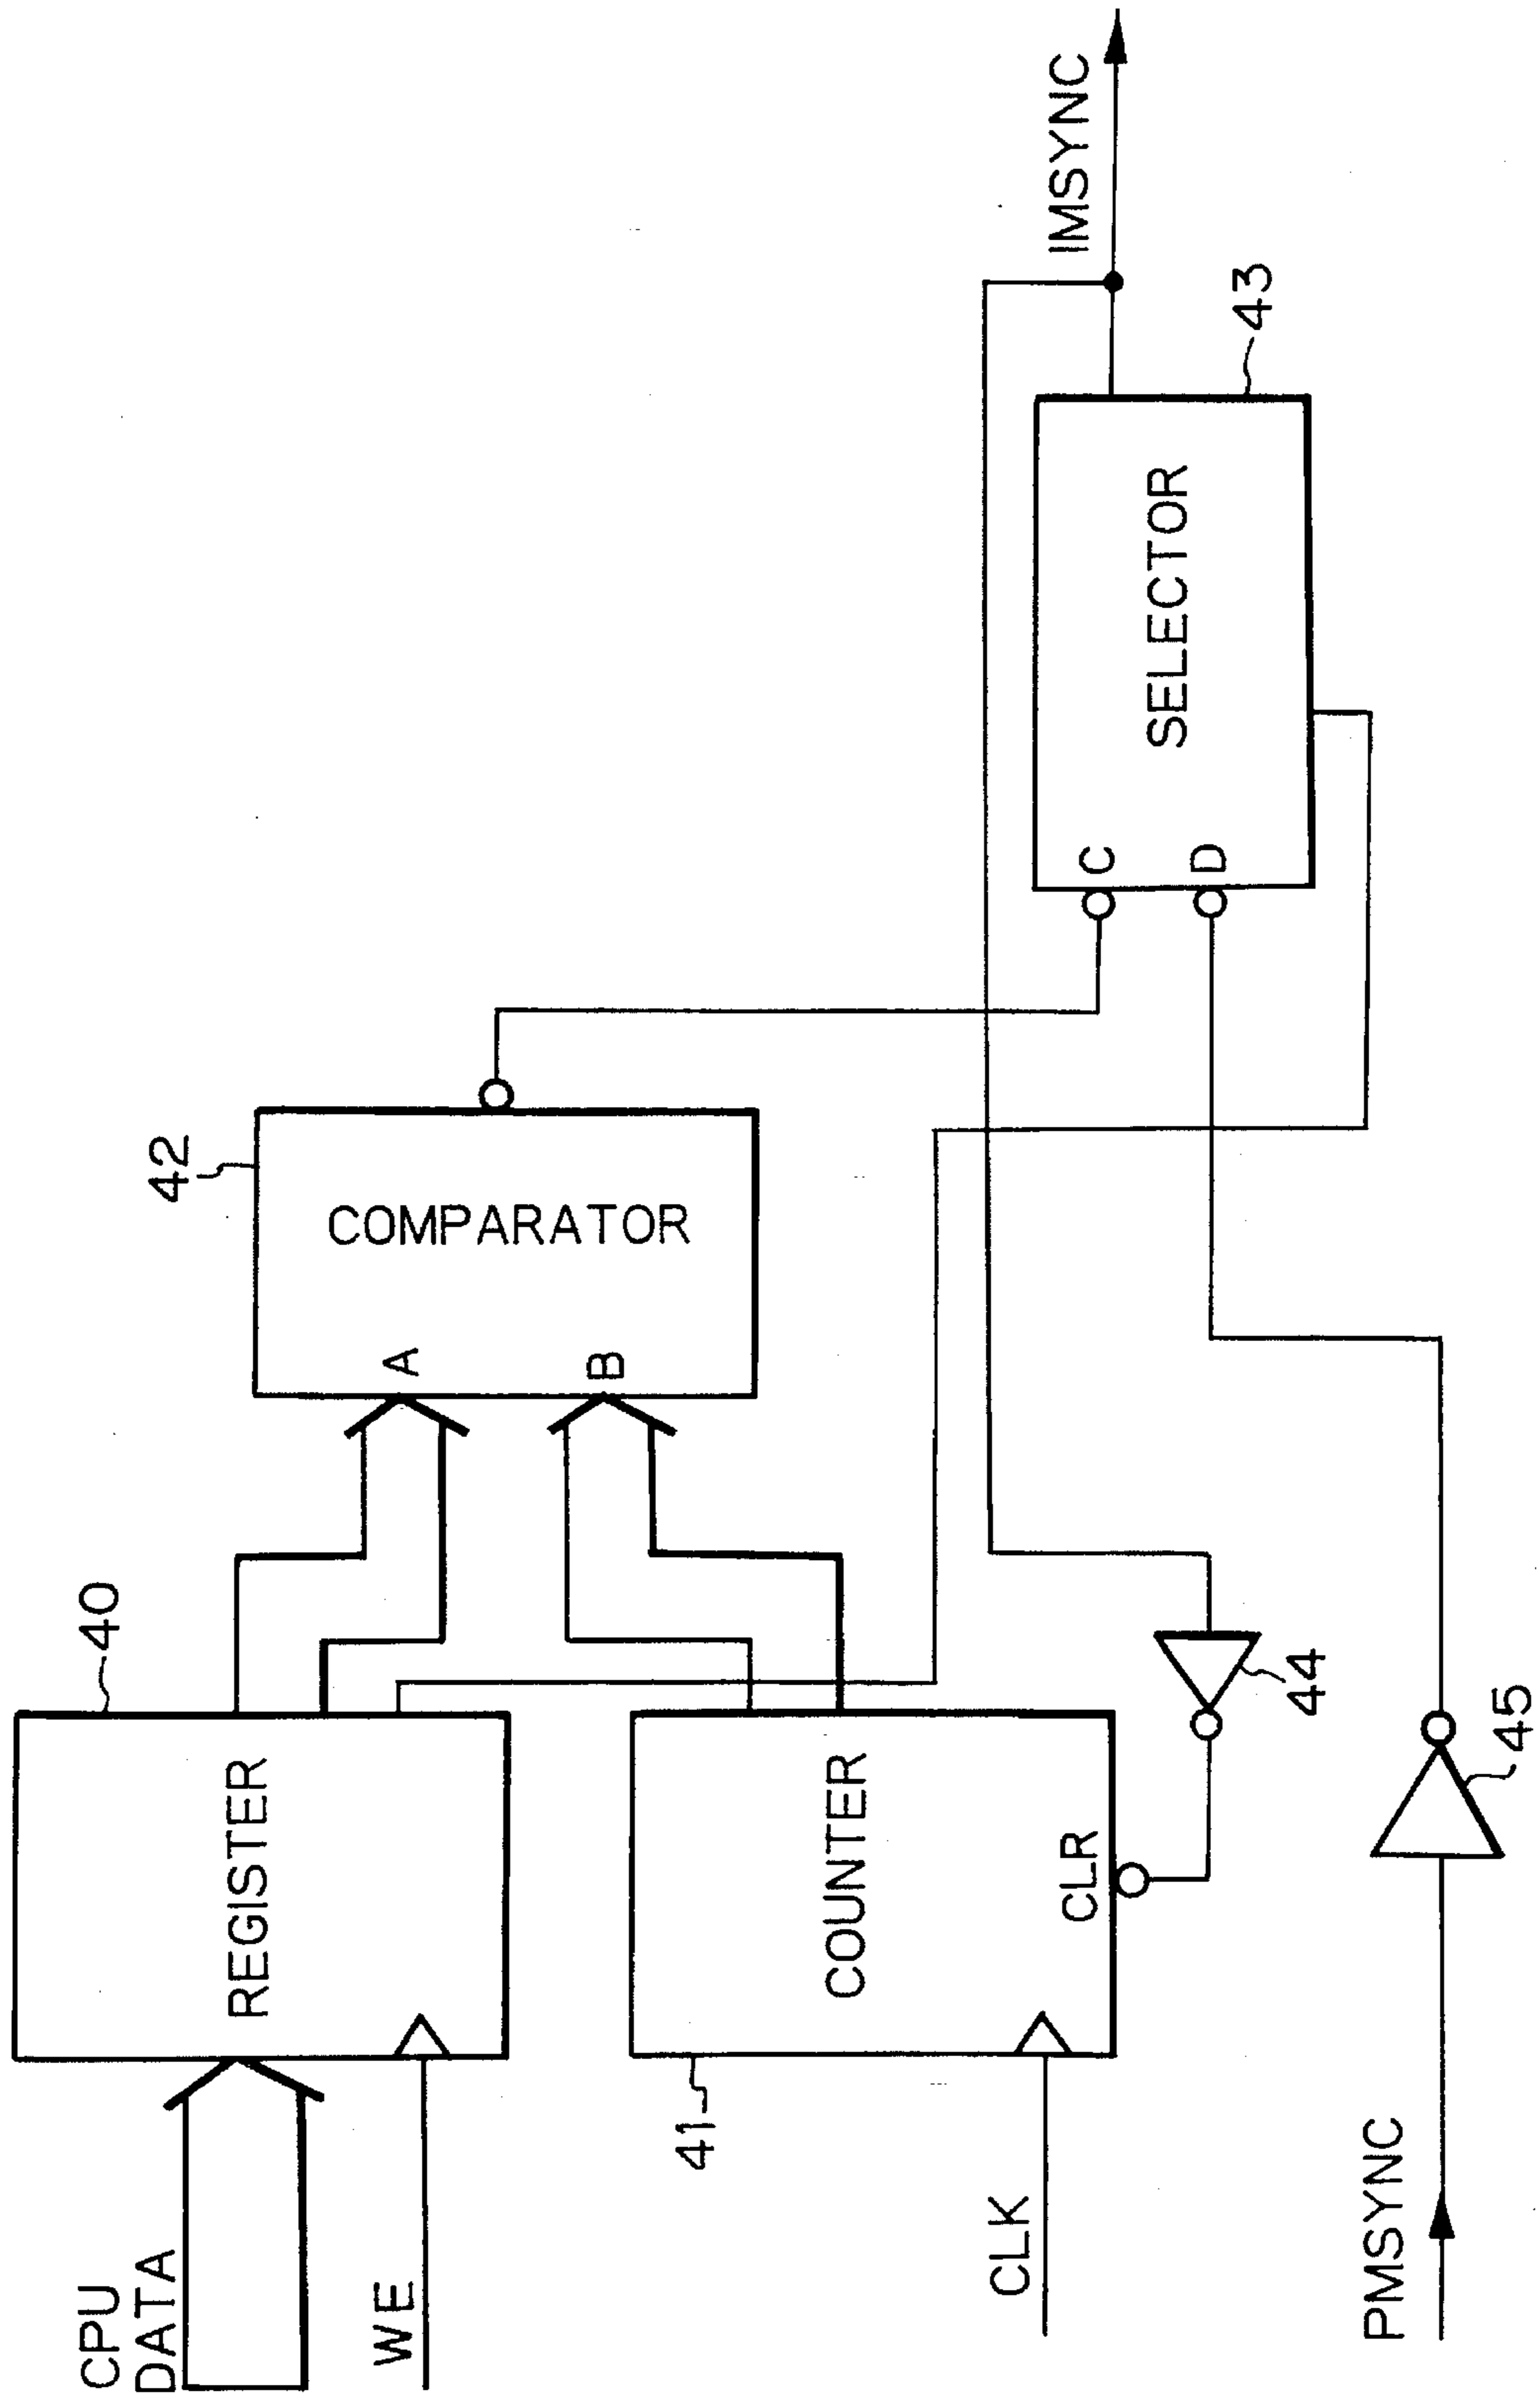 CPU
DATA
WE
REGISTER
40
A
B
COMPARATOR
42
CLK
COUNTER
CLR
41
44
PMSYNC
45
C
D
SELECTOR
43
IMSYNC